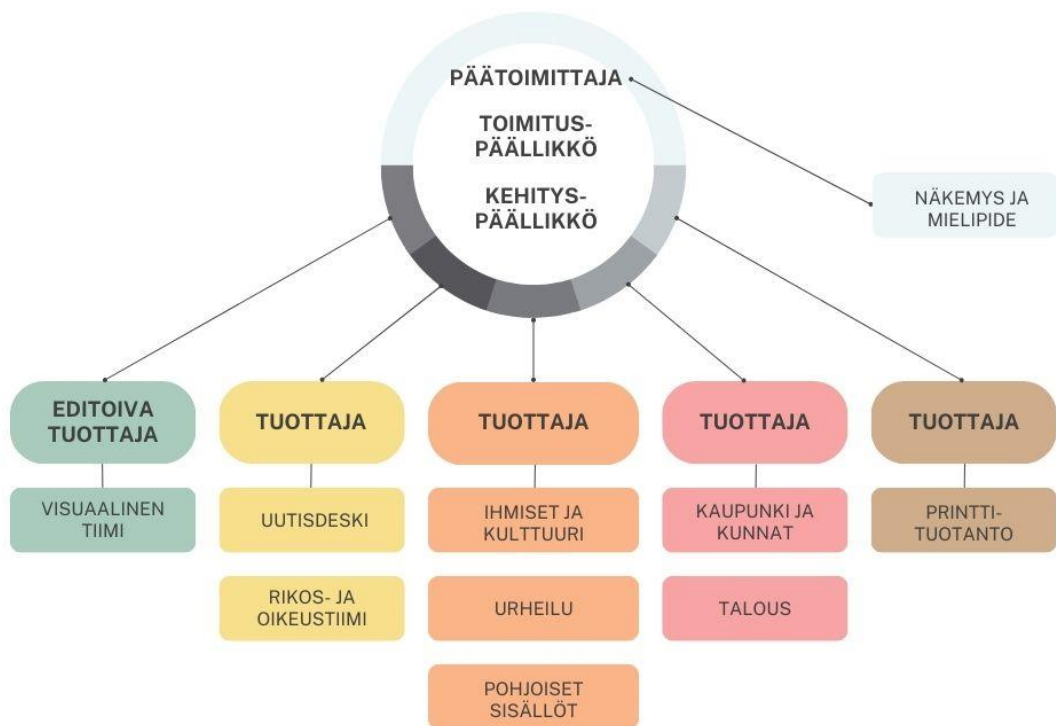 PÄÄTOIMITTAJA
TOIMITUS-
PÄÄLLIKKÖ
KEHITYS-
PÄÄLLIKKÖ
NÄKEMYS JA
MIELIPIDE
EDITOIVA
TUOTTAJA
VISUAALINEN
TIIMI
TUOTTAJA
UUTISDESKI
RIKOS- JA
OIKEUSTIIMI
TUOTTAJA
IHMISET JA
KULTTUURI
URHEILU
POHJOISET
SISÄLLÖT
TUOTTAJA
KAUPUNKI JA
KUNNAT
TALOUS
TUOTTAJA
PRINTTI-
TUOTANTO